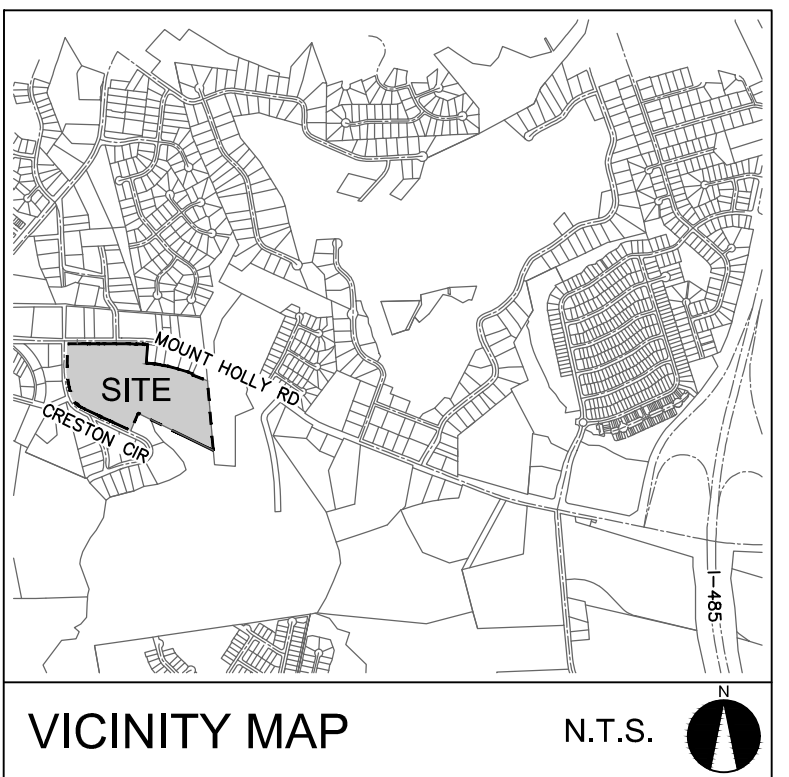 MOUNT HOLLY RD
SITE
CRESTON CIR
I-485
VICINITY MAP
N.T.S.
N